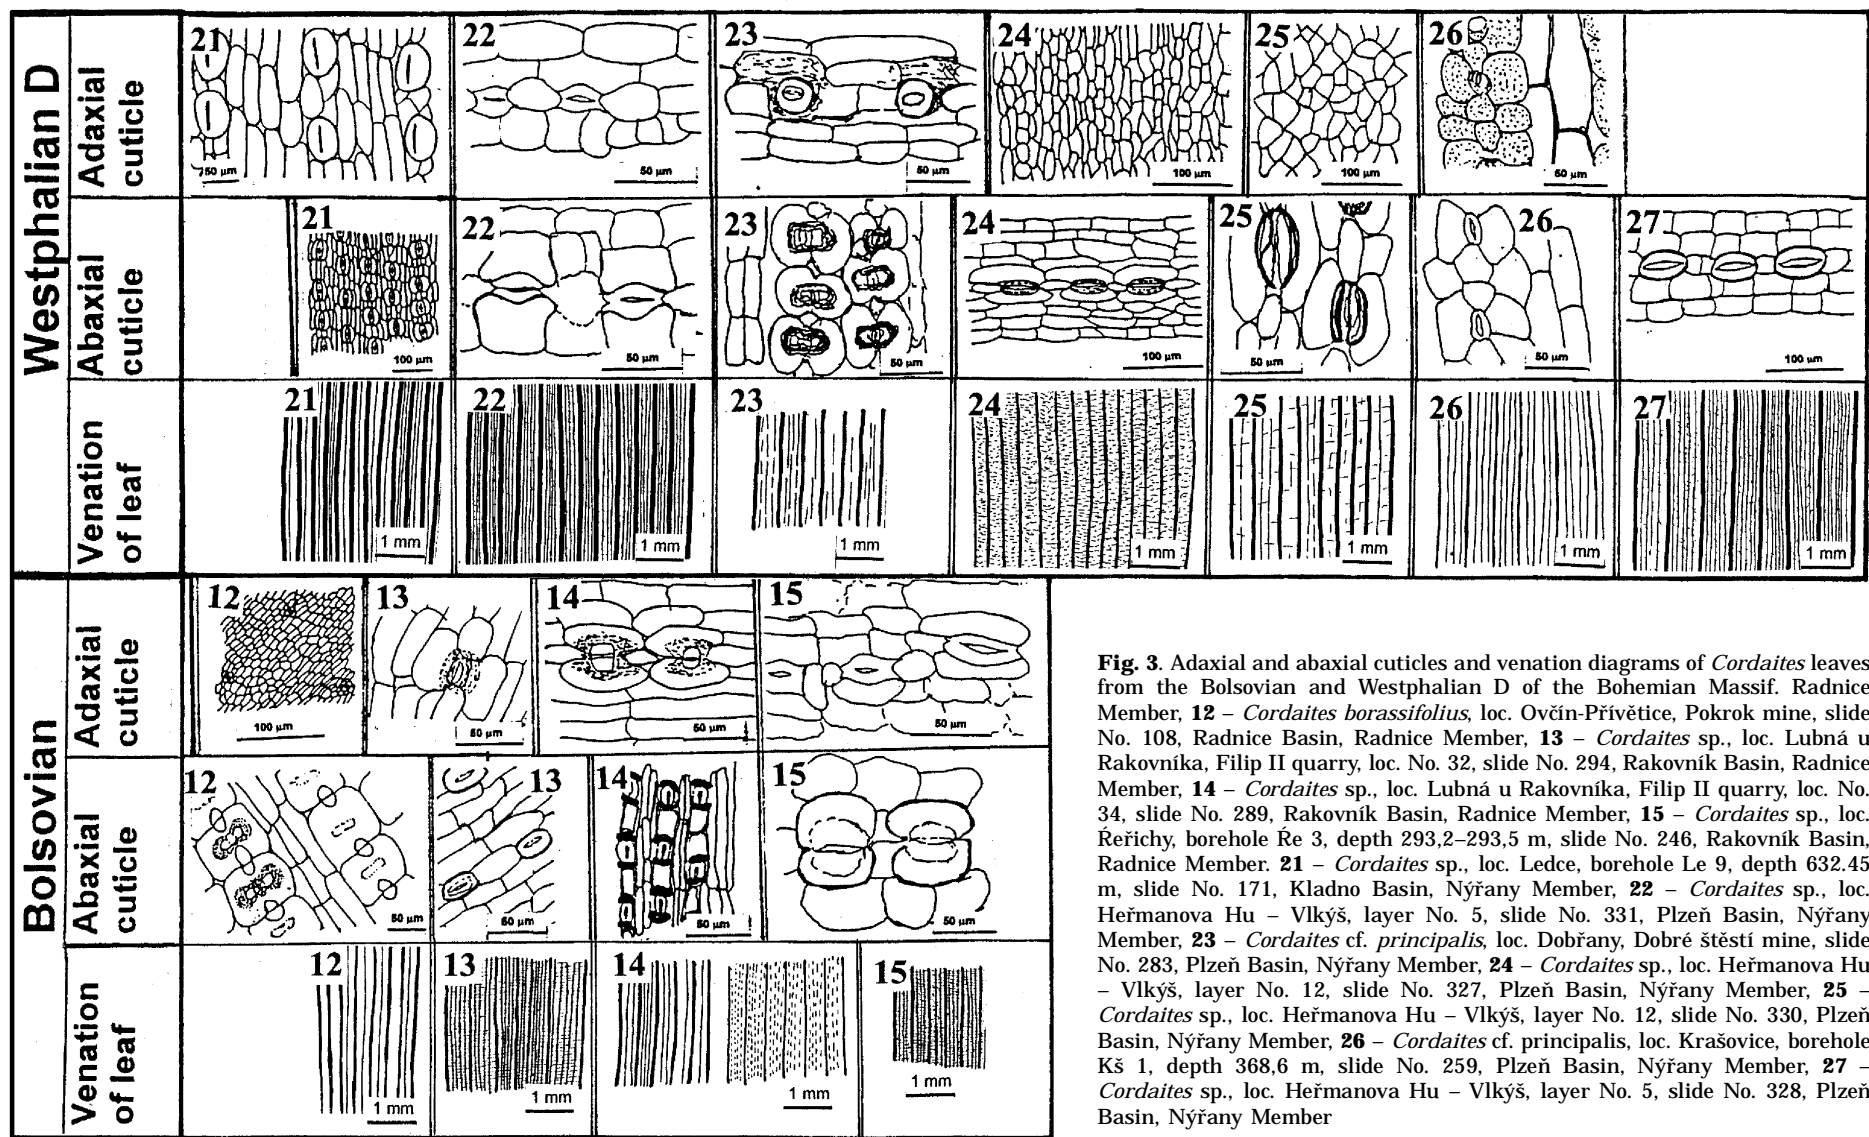 Westphalian D
Adaxial
cuticle
21
50 µm
22
50 µm
23
50 µm
24
100 µm
25
100 µm
26
50 µm
Abaxial
cuticle
21
100 µm
22
50 µm
23
50 µm
24
100 µm
25
50 µm
26
50 µm
27
100 µm
Venation
of leaf
21
1 mm
22
1 mm
23
1 mm
24
1 mm
25
1 mm
26
1 mm
27
1 mm
Bolsovian
Adaxial
cuticle
12
100 µm
13
50 µm
14
50 µm
15
50 µm
Abaxial
cuticle
12
50 µm
13
50 µm
14
50 µm
15
50 µm
Venation
of leaf
12
1 mm
13
1 mm
14
1 mm
15
1 mm
Fig. 3. Adaxial and abaxial cuticles and venation diagrams of Cordaites leaves
from the Bolsovian and Westphalian D of the Bohemian Massif. Radnice
Member, 12 – Cordaites borassifolius, loc. Ovčín-Přívětice, Pokrok mine, slide
No. 108, Radnice Basin, Radnice Member, 13 – Cordaites sp., loc. Lubná u
Rakovníka, Filip II quarry, loc. No. 32, slide No. 294, Rakovník Basin, Radnice
Member, 14 – Cordaites sp., loc. Lubná u Rakovníka, Filip II quarry, loc. No.
34, slide No. 289, Rakovník Basin, Radnice Member, 15 – Cordaites sp., loc.
Ŕeřichy, borehole Ŕe 3, depth 293,2–293,5 m, slide No. 246, Rakovník Basin,
Radnice Member. 21 – Cordaites sp., loc. Ledce, borehole Le 9, depth 632.45
m, slide No. 171, Kladno Basin, Nýřany Member, 22 – Cordaites sp., loc.
Heřmanova Hu – Vlkýš, layer No. 5, slide No. 331, Plzeň Basin, Nýřany
Member, 23 – Cordaites cf. principalis, loc. Dobřany, Dobré štěstí mine, slide
No. 283, Plzeň Basin, Nýřany Member, 24 – Cordaites sp., loc. Heřmanova Hu
– Vlkýš, layer No. 12, slide No. 327, Plzeň Basin, Nýřany Member, 25 –
Cordaites sp., loc. Heřmanova Hu – Vlkýš, layer No. 12, slide No. 330, Plzeň
Basin, Nýřany Member, 26 – Cordaites cf. principalis, loc. Krašovice, borehole
Kš 1, depth 368,6 m, slide No. 259, Plzeň Basin, Nýřany Member, 27 –
Cordaites sp., loc. Heřmanova Hu – Vlkýš, layer No. 5, slide No. 328, Plzeň
Basin, Nýřany Member